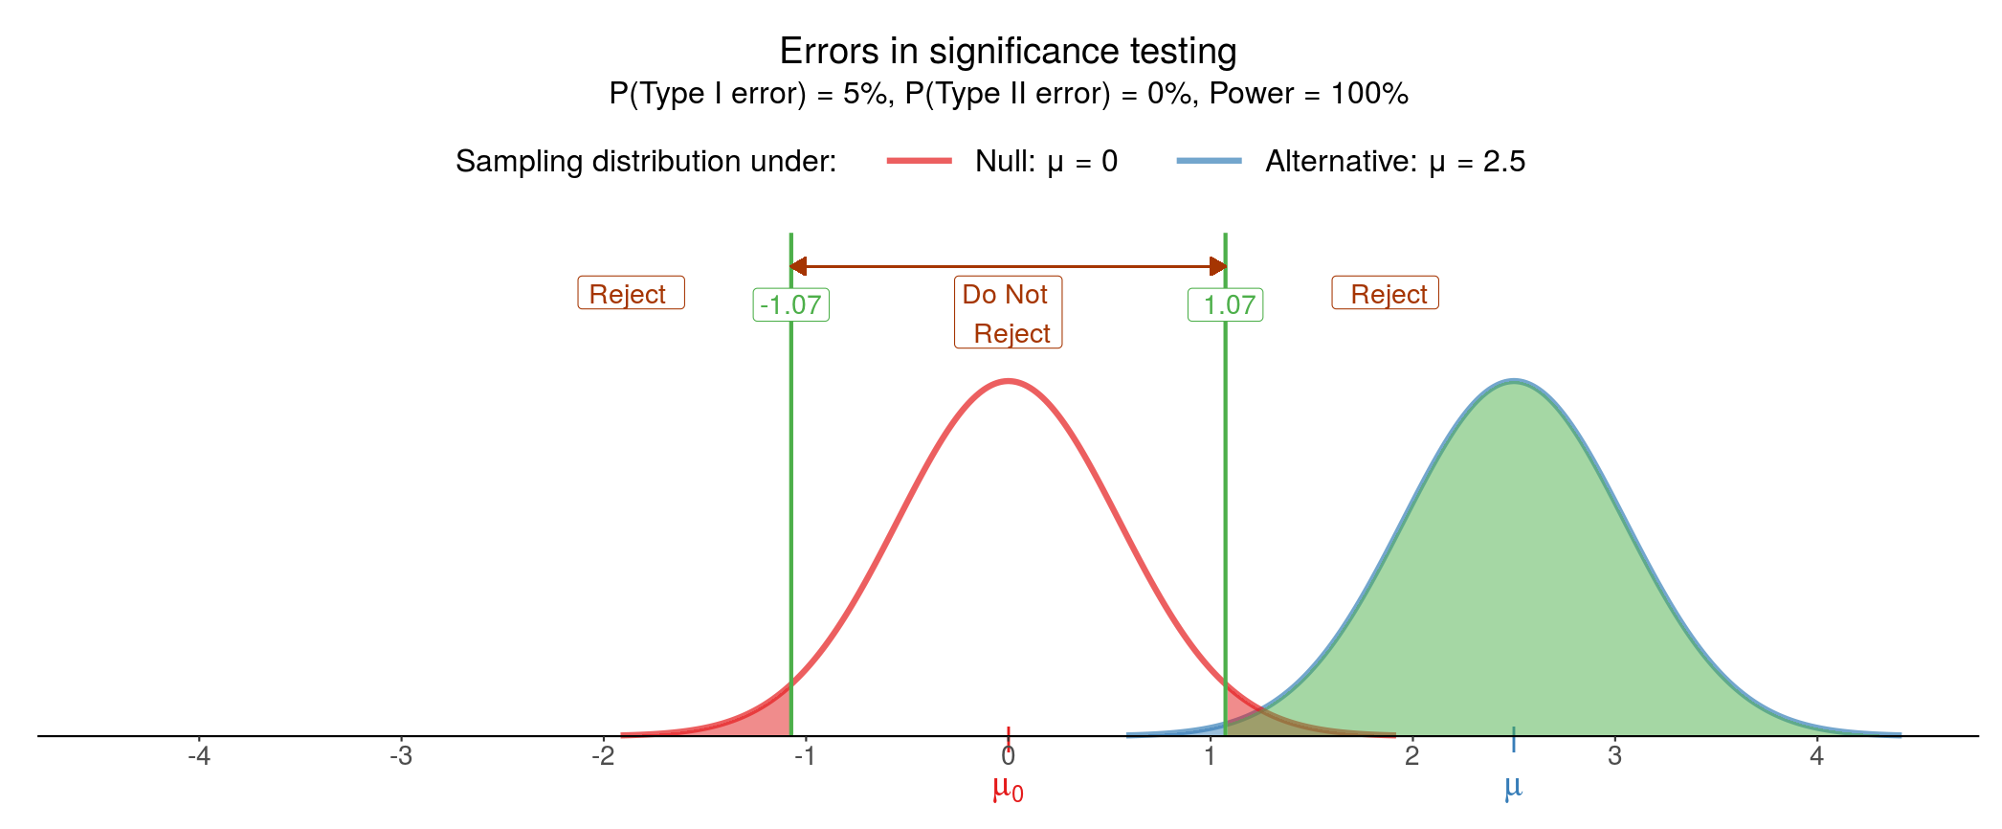 Errors in significance testing
P(Type I error) = 5%, P(Type II error) = 0%, Power = 100%
Sampling distribution under: Null: μ = 0 Alternative: μ = 2.5
Reject
-1.07
Do Not
Reject
1.07
Reject
-4 -3 -2 -1 0 1 2 3 4
μ₀ μ